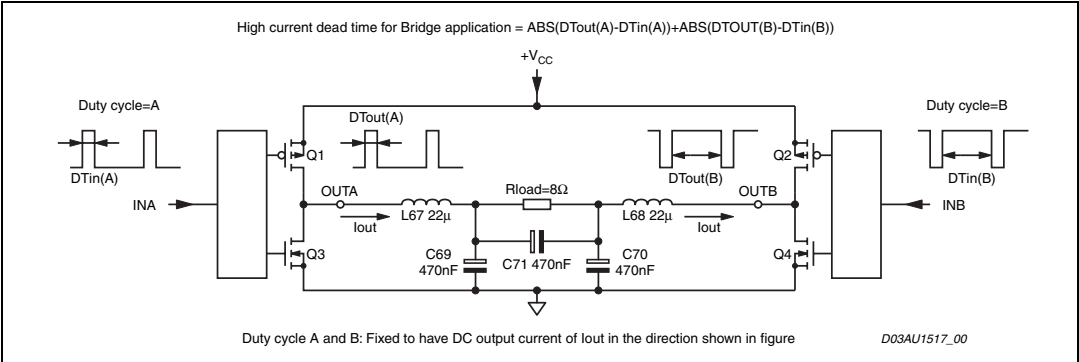 High current dead time for Bridge application = ABS(DTout(A)-DTin(A))+ABS(DTOUT(B)-DTin(B))
+VCC
Duty cycle=A
DTout(A)
Duty cycle=B
Q1
Q2
DTin(A)
DTout(B)
DTin(B)
INA
OUTA
Rload=8Ω
OUTB
INB
Iout
L67 22μ
L68 22μ
Iout
Q3
C69
470nF
C71 470nF
C70
470nF
Q4
Duty cycle A and B: Fixed to have DC output current of Iout in the direction shown in figure
D03AU1517_00